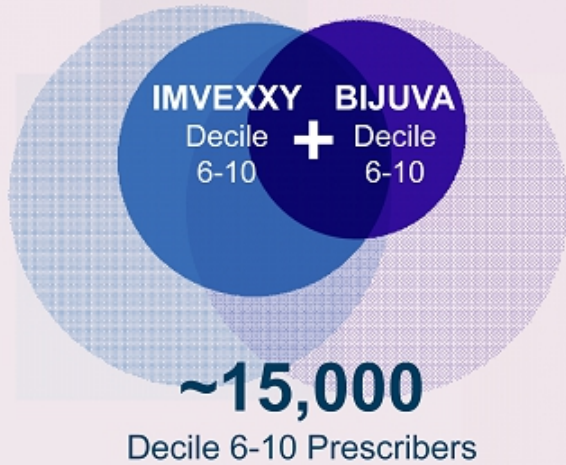 IMVEXXY BIJUVA
Decile + Decile
6-10 6-10
~15,000
Decile 6-10 Prescribers